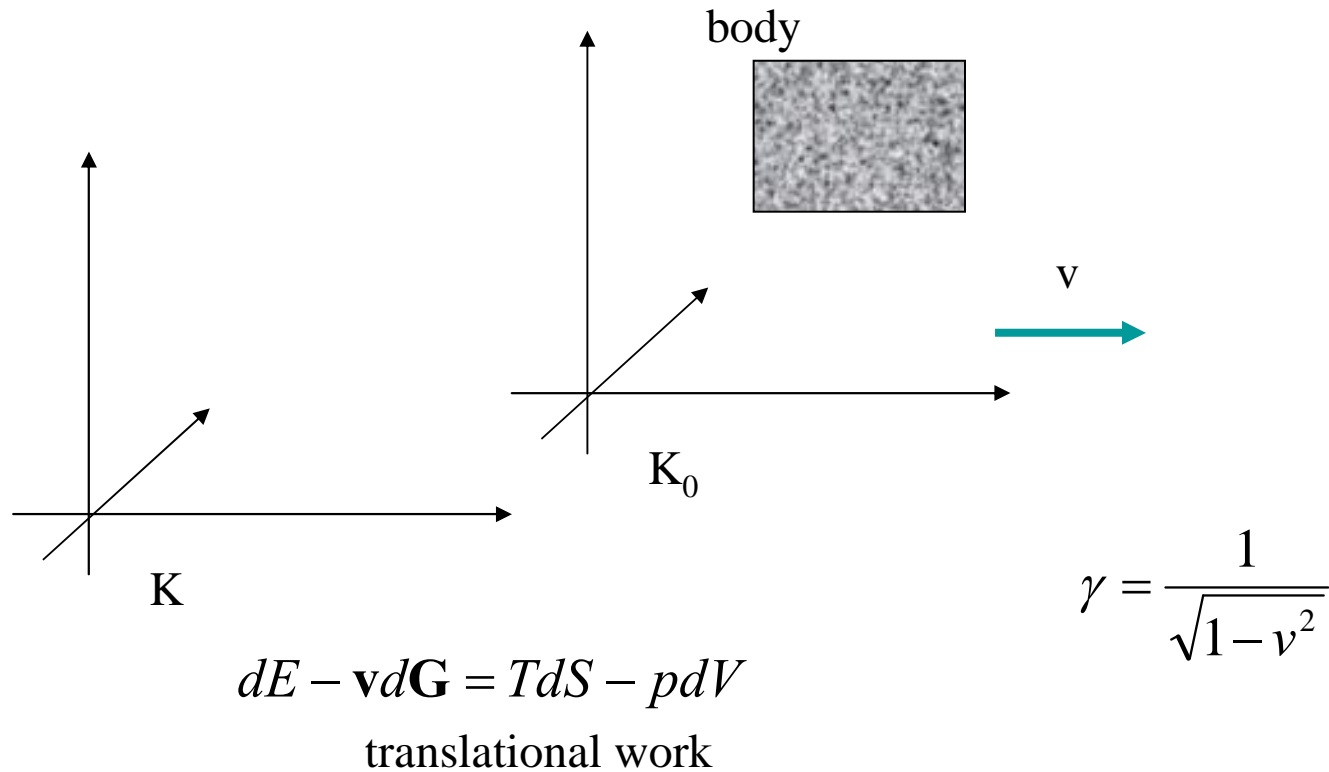 body
v
K₀
K
γ = 1 / √(1 − v²)
dE − vdG = TdS − pdV
translational work